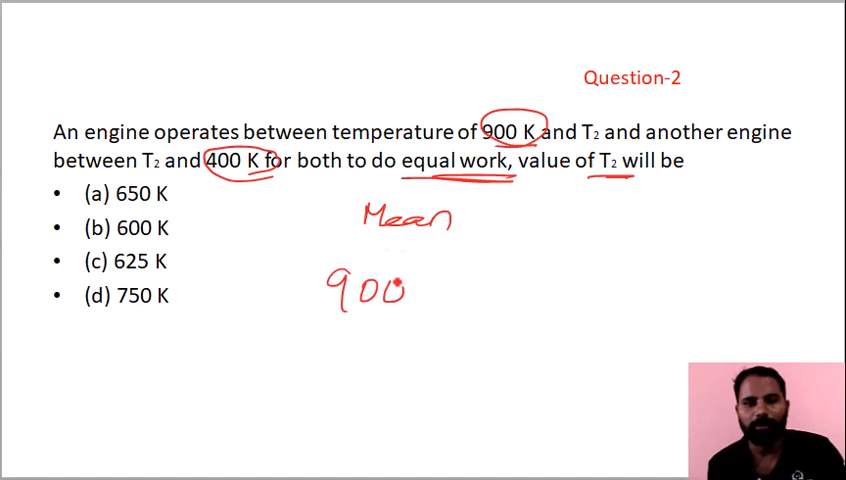 Question-2
An engine operates between temperature of 900 K and T₂ and another engine
between T₂ and 400 K for both to do equal work, value of T₂ will be
• (a) 650 K
• (b) 600 K
• (c) 625 K
• (d) 750 K
Mean
900